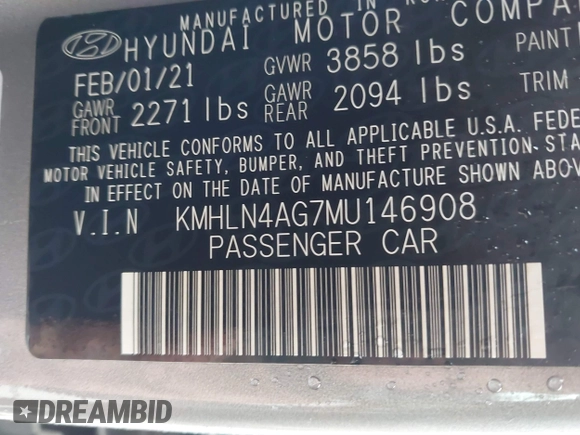 MANUFACTURED IN KOR
HYUNDAI MOTOR COMPA
FEB/01/21 GVWR 3858 lbs PAINT
GAWR FRONT 2271 lbs GAWR REAR 2094 lbs TRIM
THIS VEHICLE CONFORMS TO ALL APPLICABLE U.S.A. FEDE
MOTOR VEHICLE SAFETY, BUMPER, AND THEFT PREVENTION STA
IN EFFECT ON THE DATE OF MANUFACTURE SHOWN ABOV
V.I.N KMHLN4AG7MU146908
PASSENGER CAR
DREAMBID